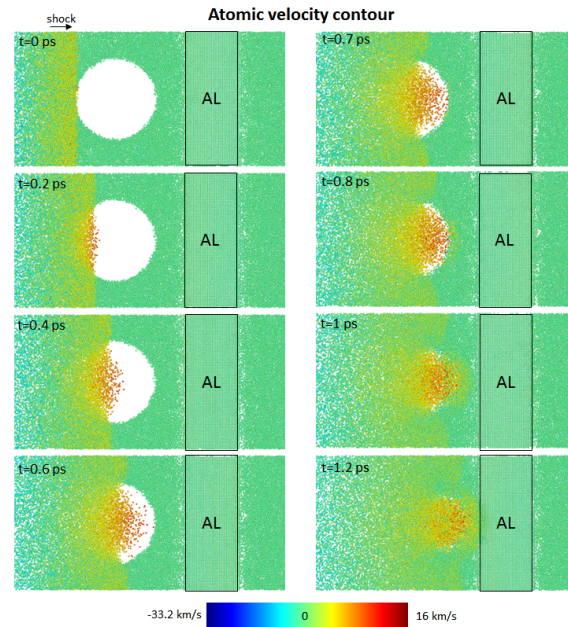 Atomic velocity contour
shock
t=0 ps
AL
t=0.2 ps
AL
t=0.4 ps
AL
t=0.6 ps
AL
t=0.7 ps
AL
t=0.8 ps
AL
t=1 ps
AL
t=1.2 ps
AL
-33.2 km/s 0 16 km/s